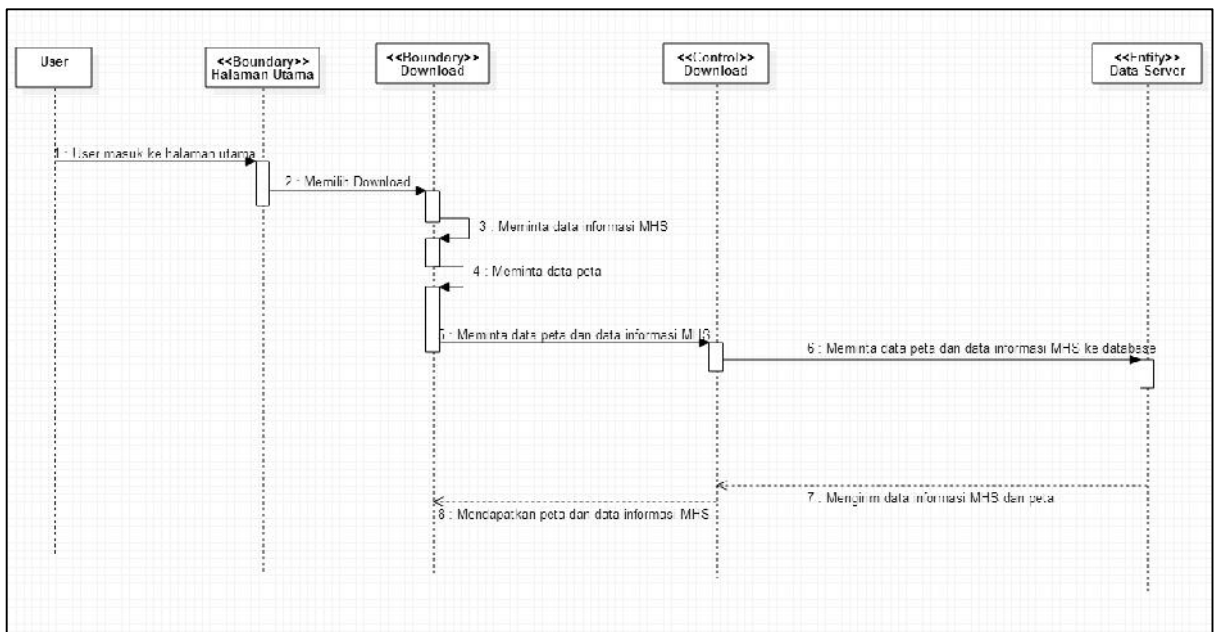 User
<<Boundary>>
Halaman Utama
<<Boundary>>
Download
<<Control>>
Download
<<Entity>>
Data Server
1 : User masuk ke halaman utama
2 : Memilih Download
3 : Meminta data informasi MHS
4 : Meminta data peta
5 : Meminta data peta dan data informasi MHS
6 : Meminta data peta dan data informasi MHS ke database
7 : Mengirim data informasi MHS dan peta
8 : Mendapatkan peta dan data informasi MHS